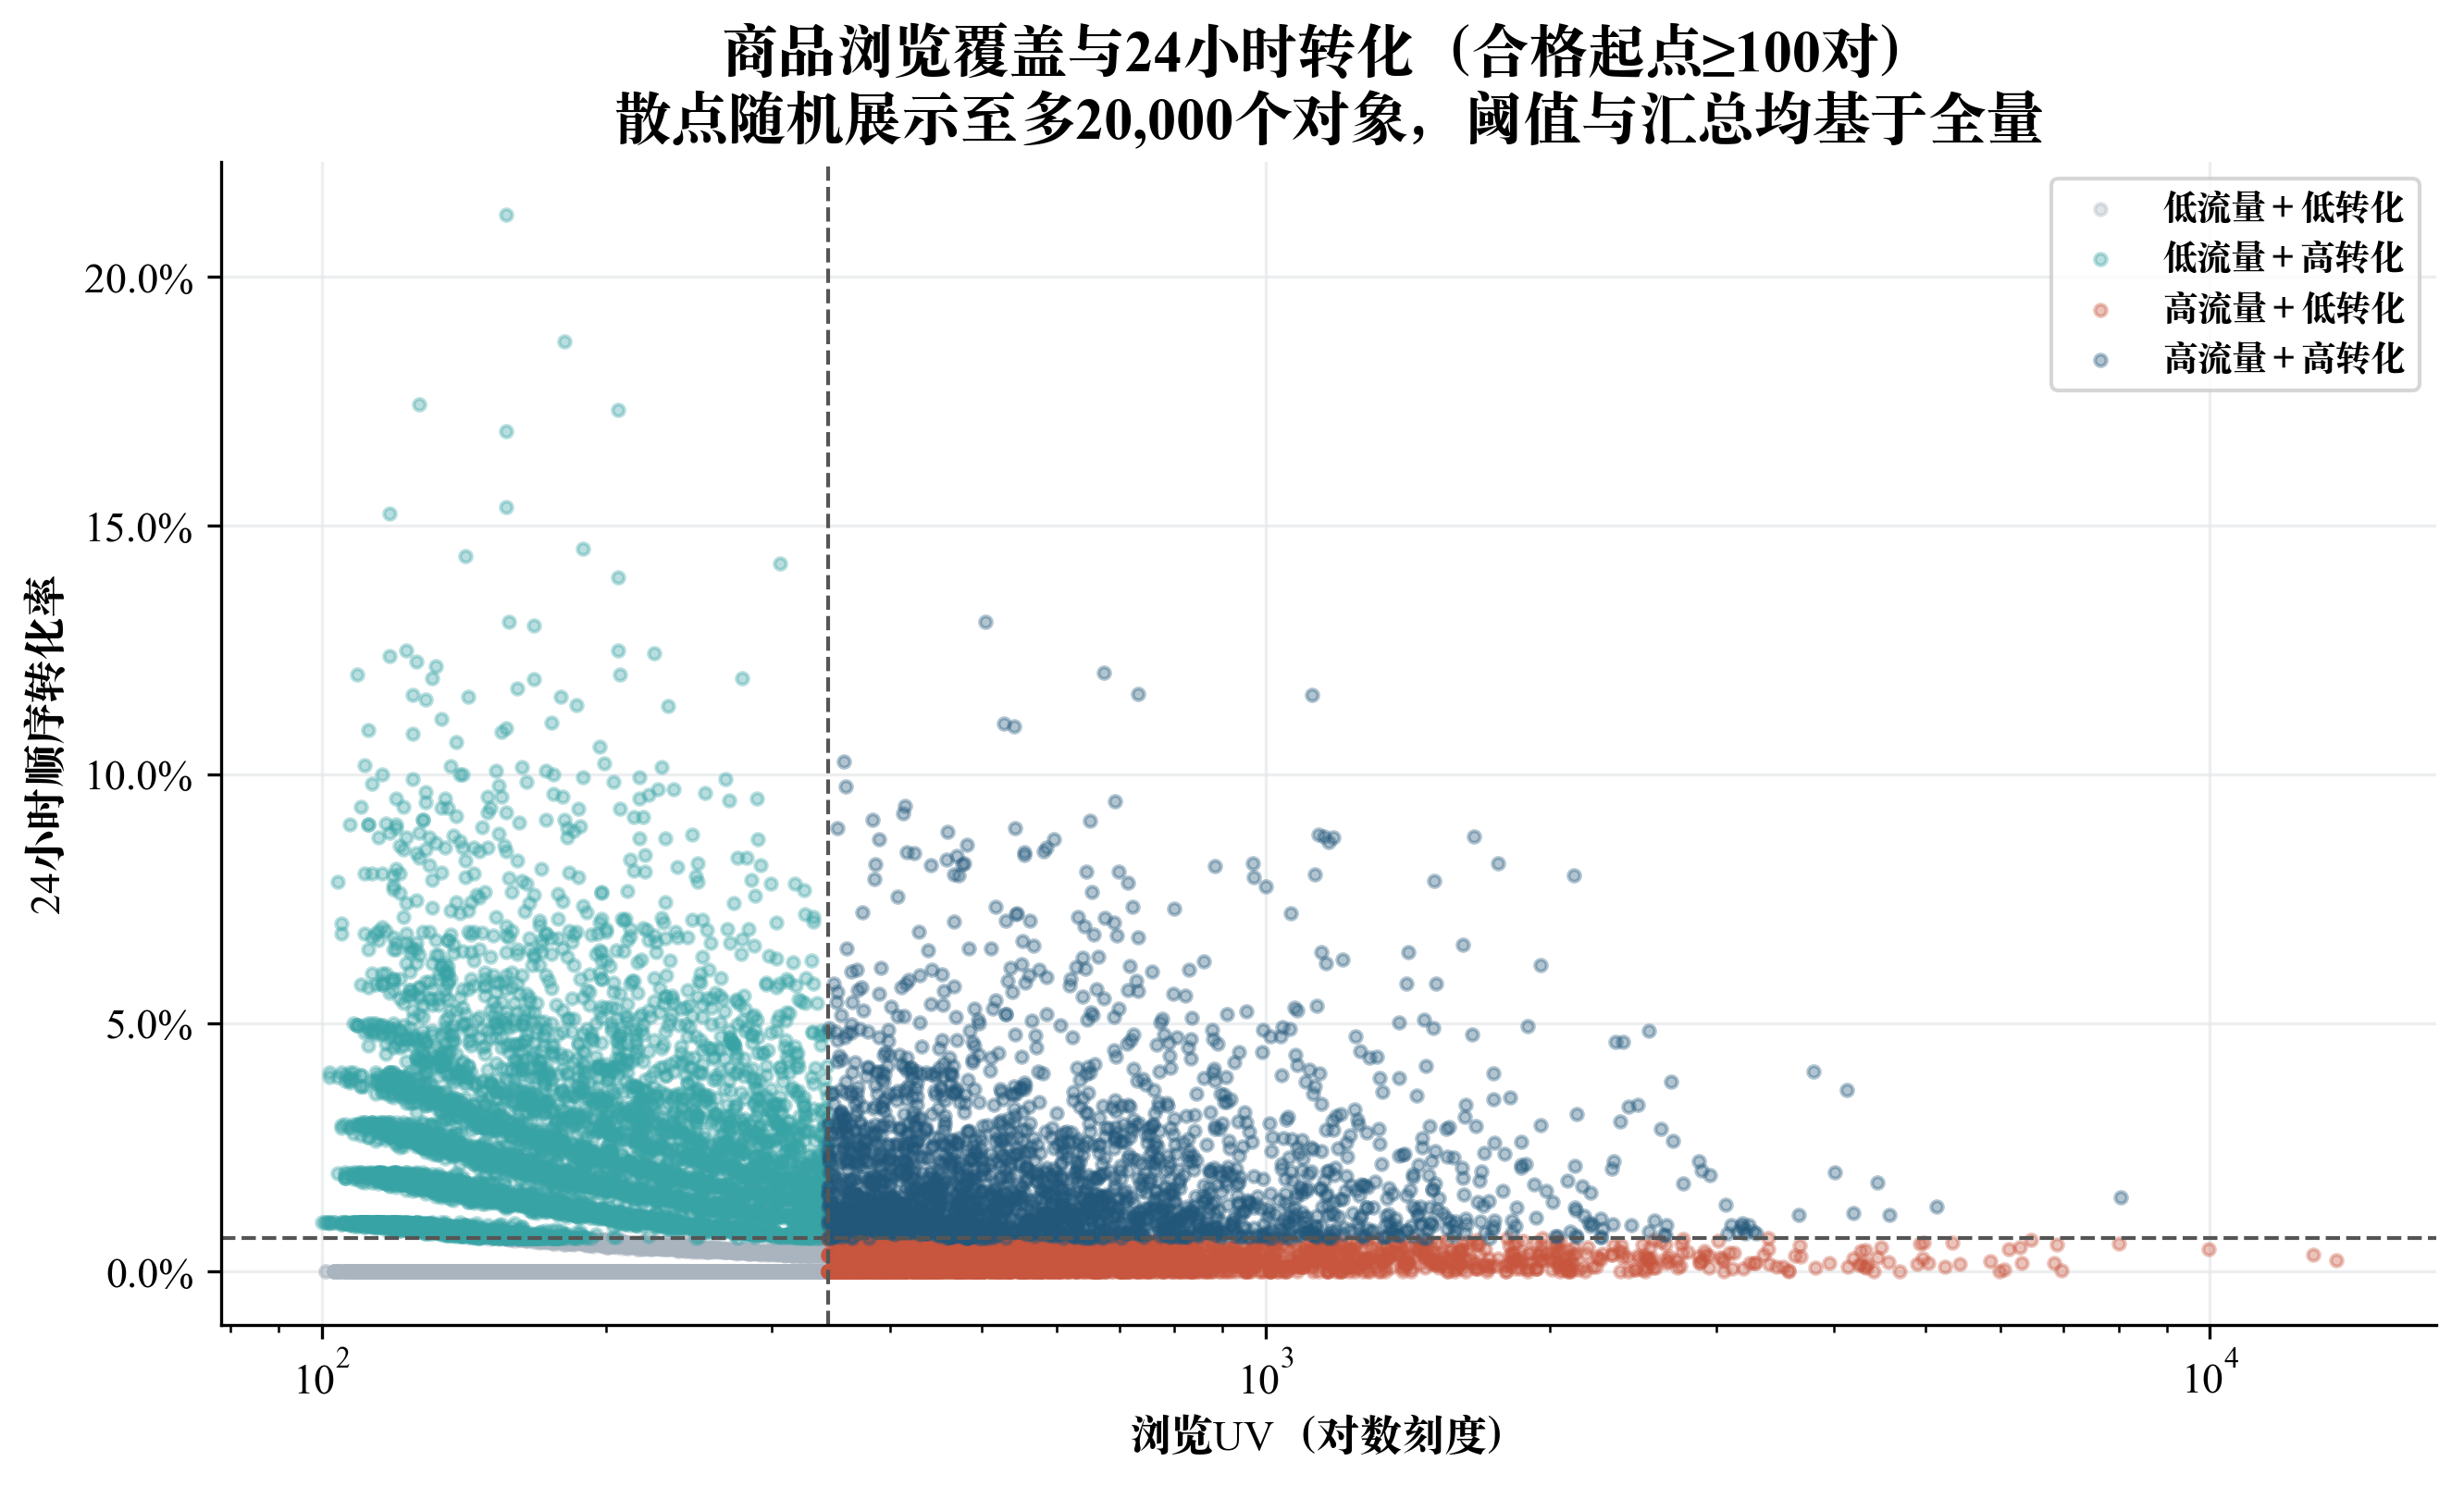 商品浏览覆盖与24小时转化（合格起点≥100对）
散点随机展示至多20,000个对象，阈值与汇总均基于全量
低流量+低转化
低流量+高转化
高流量+低转化
高流量+高转化
24小时顺序转化率
20.0%
15.0%
10.0%
5.0%
0.0%
10²
10³
10⁴
浏览UV（对数刻度）